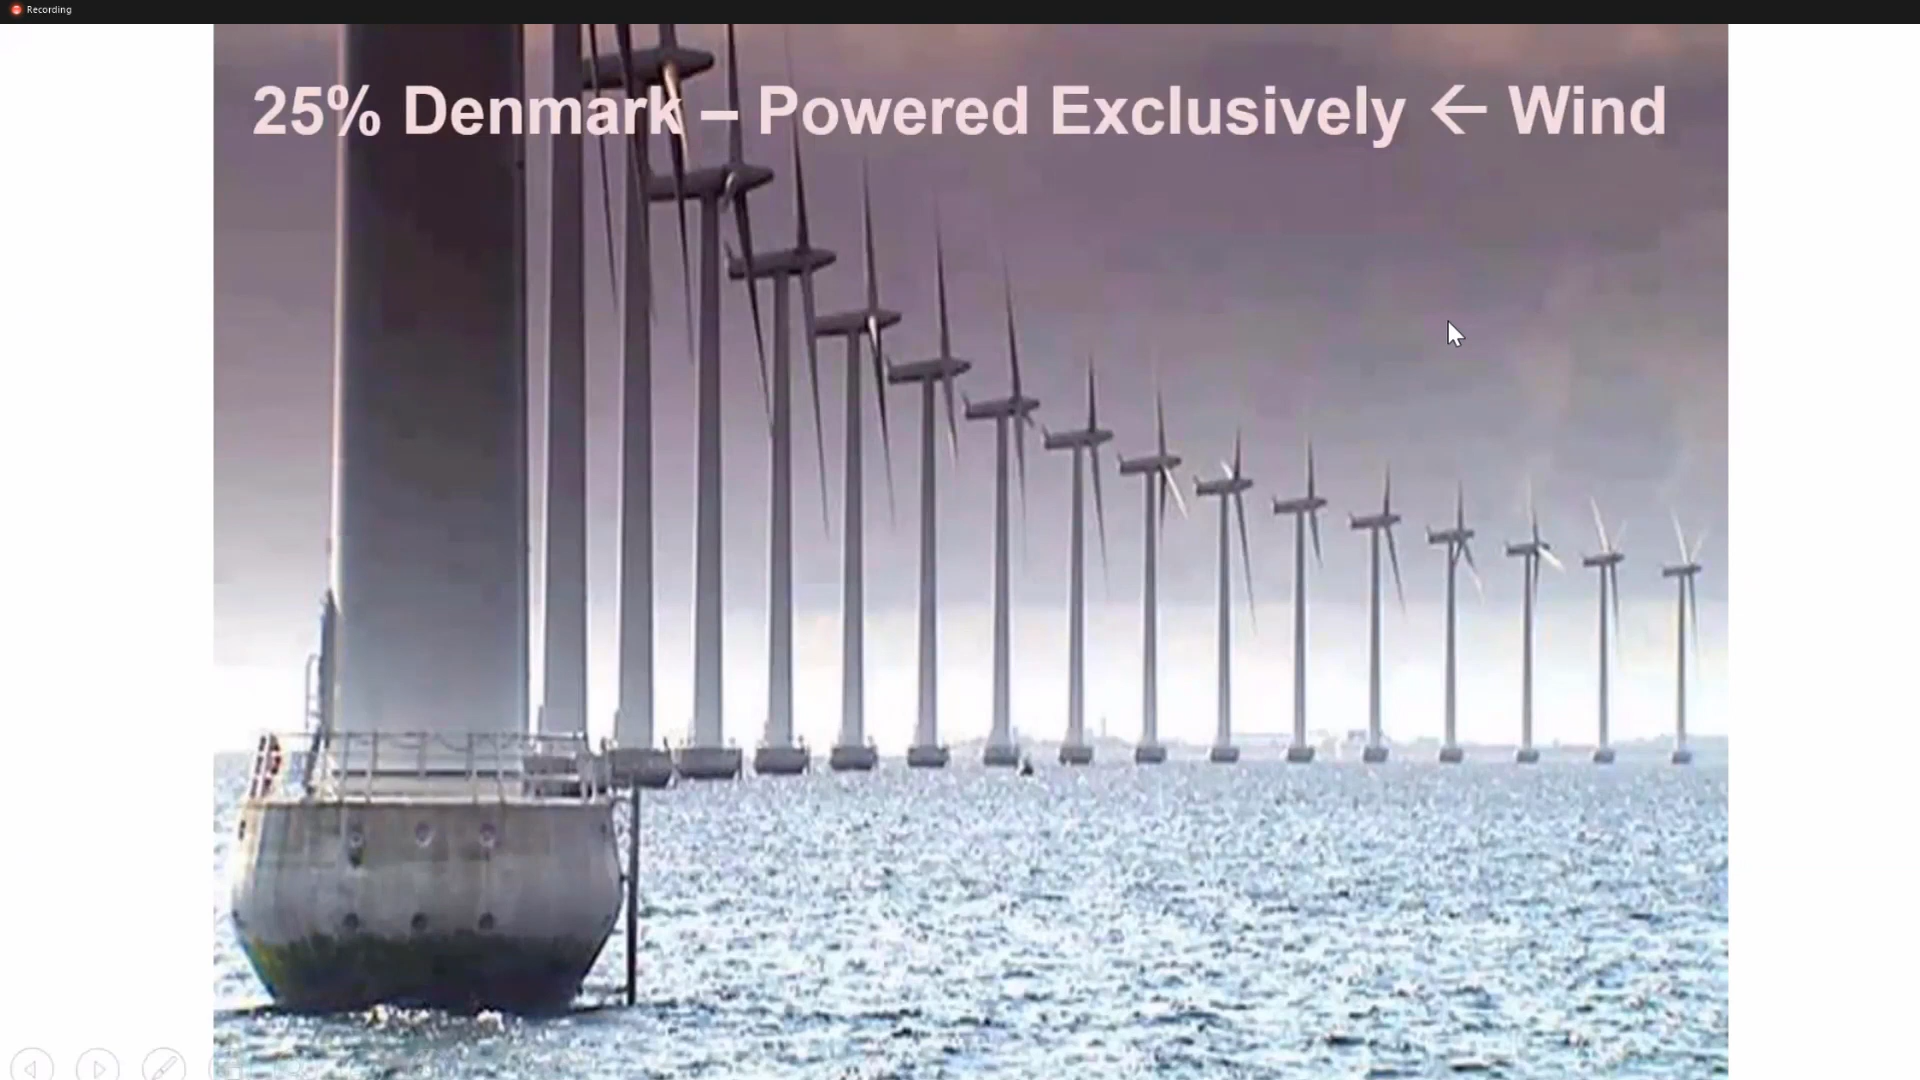 Recording
25% Denmark – Powered Exclusively ← Wind